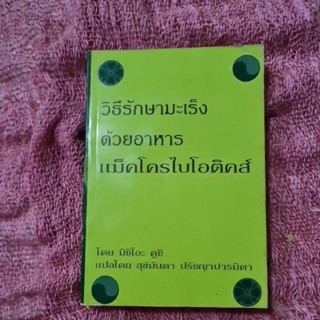 วิธีรักษามะเร็ง
ด้วยอาหาร
แม็คโครไบโอติคส์
โดย มิชิโอะ คูชิ
แปลโดย สุชันดา ปรัชญาปารมิตา